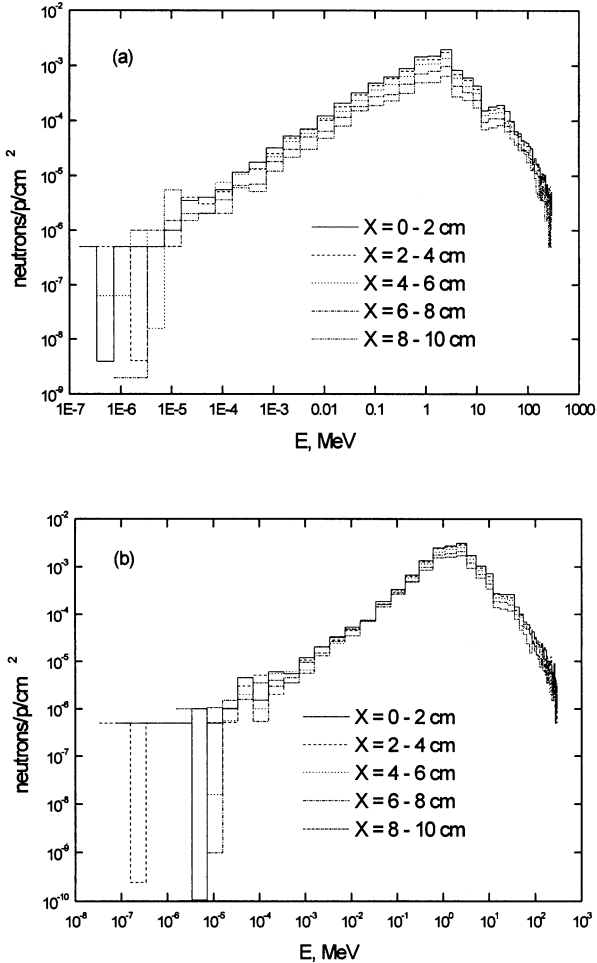 10^-2
10^-3
10^-4
10^-5
10^-6
10^-7
10^-8
10^-9
neutrons/p/cm^2
(a)
X = 0 - 2 cm
X = 2 - 4 cm
X = 4 - 6 cm
X = 6 - 8 cm
X = 8 - 10 cm
1E-7 1E-6 1E-5 1E-4 1E-3 0.01 0.1 1 10 100 1000
E, MeV
10^-2
10^-3
10^-4
10^-5
10^-6
10^-7
10^-8
10^-9
10^-10
neutrons/p/cm^2
(b)
X = 0 - 2 cm
X = 2 - 4 cm
X = 4 - 6 cm
X = 6 - 8 cm
X = 8 - 10 cm
10^-8 10^-7 10^-6 10^-5 10^-4 10^-3 10^-2 10^-1 10^0 10^1 10^2 10^3
E, MeV